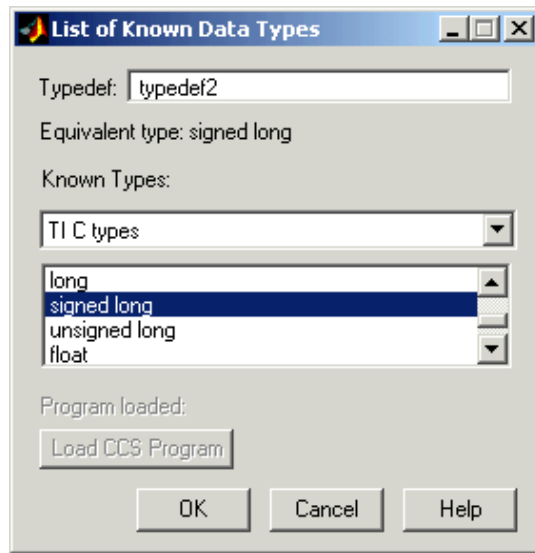 List of Known Data Types
Typedef: typedef2
Equivalent type: signed long
Known Types:
TI C types
long
signed long
unsigned long
float
Program loaded:
Load CCS Program
OK Cancel Help